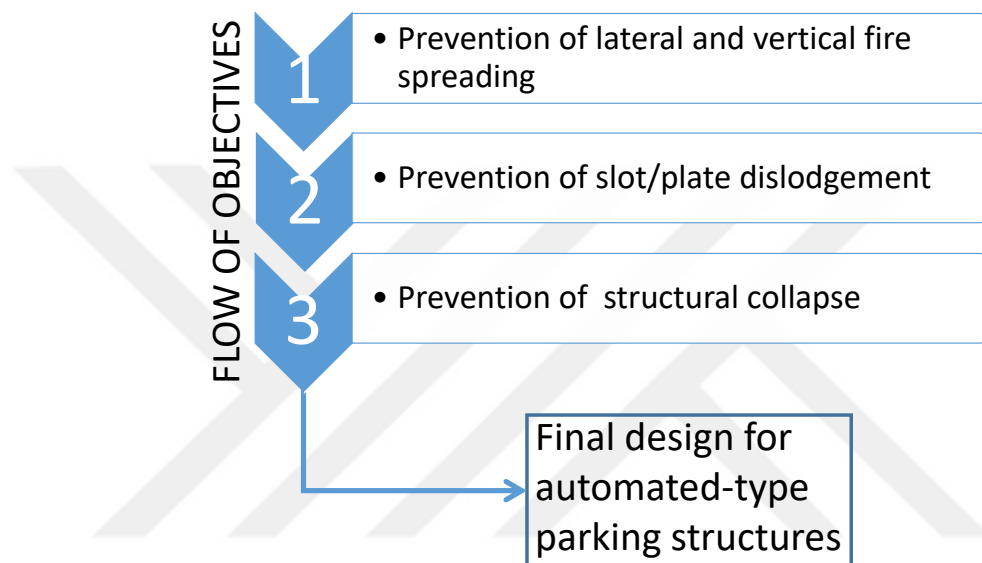 FLOW OF OBJECTIVES
1
• Prevention of lateral and vertical fire
spreading
2
• Prevention of slot/plate dislodgement
3
• Prevention of structural collapse
Final design for
automated-type
parking structures